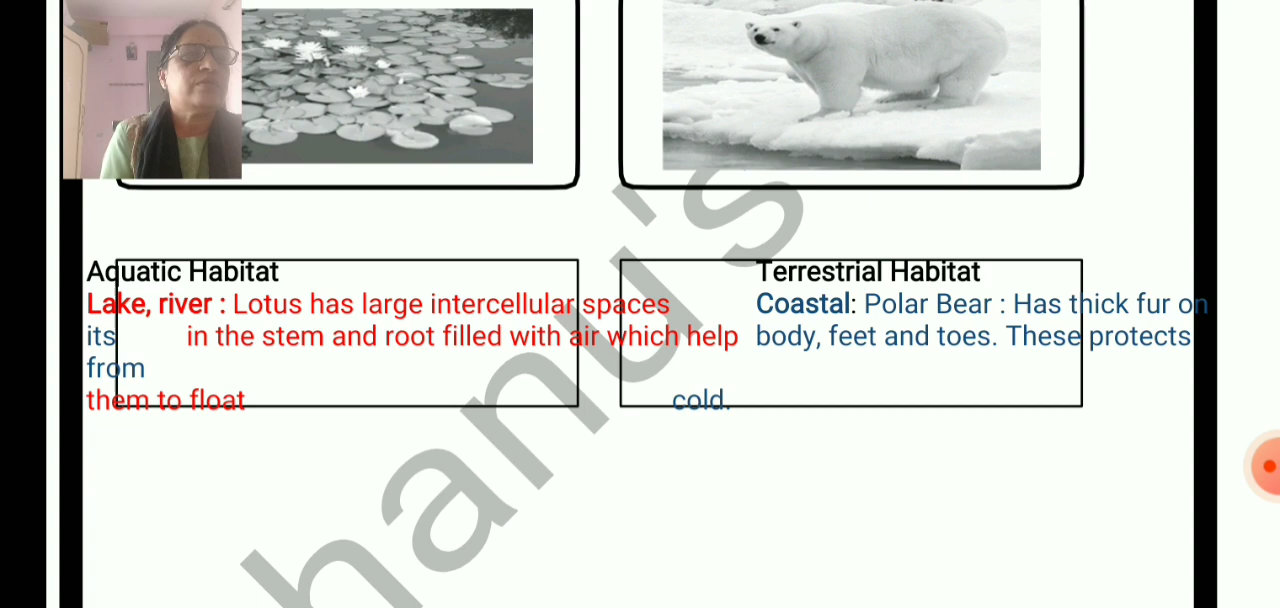 Aquatic Habitat Terrestrial Habitat
Lake, river : Lotus has large intercellular spaces Coastal: Polar Bear : Has thick fur on
its in the stem and root filled with air which help body, feet and toes. These protects
from
them to float cold.
hanu's